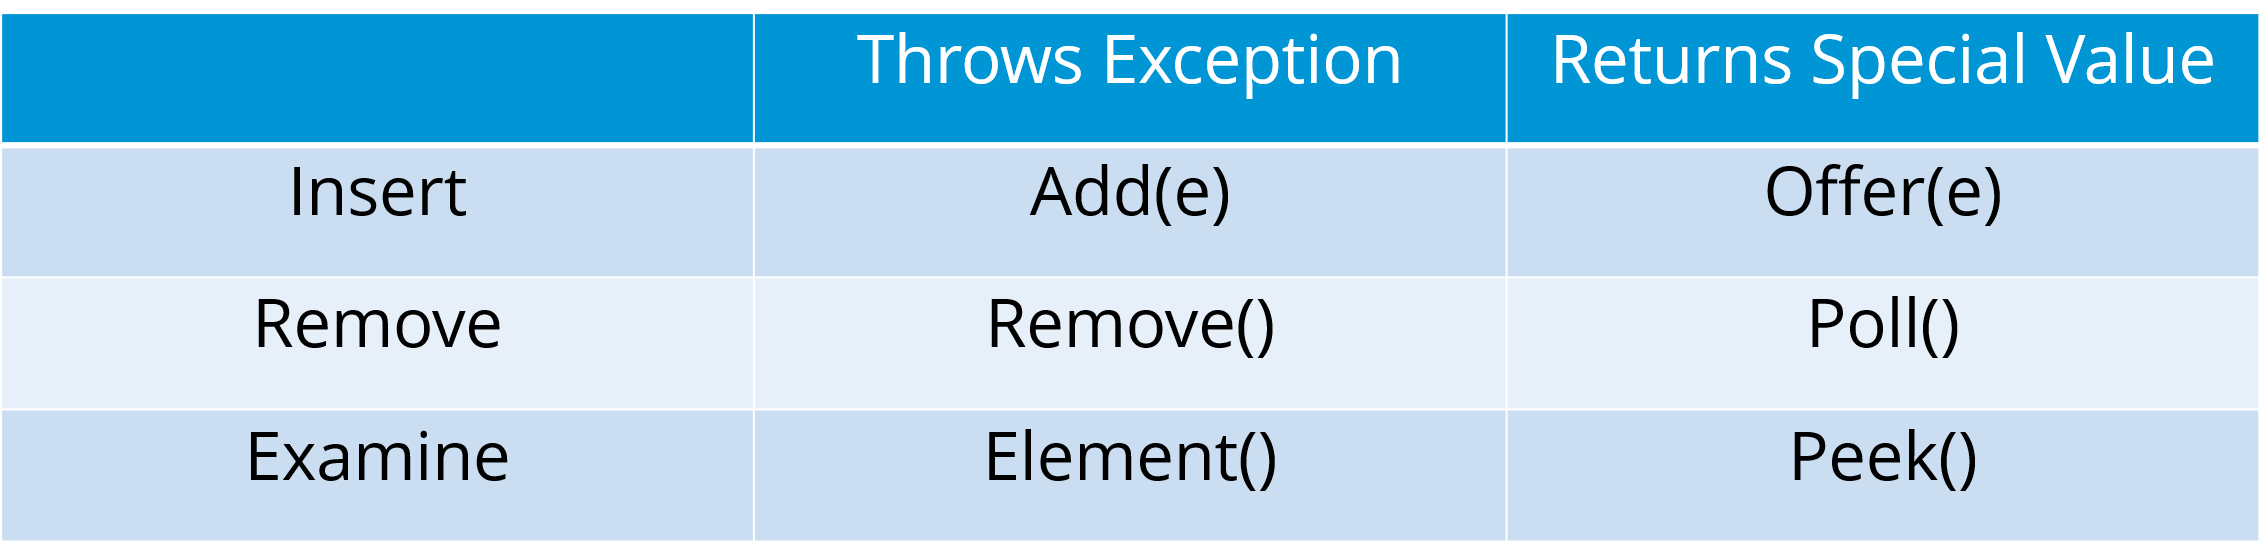 Throws Exception Returns Special Value
Insert Add(e) Offer(e)
Remove Remove() Poll()
Examine Element() Peek()